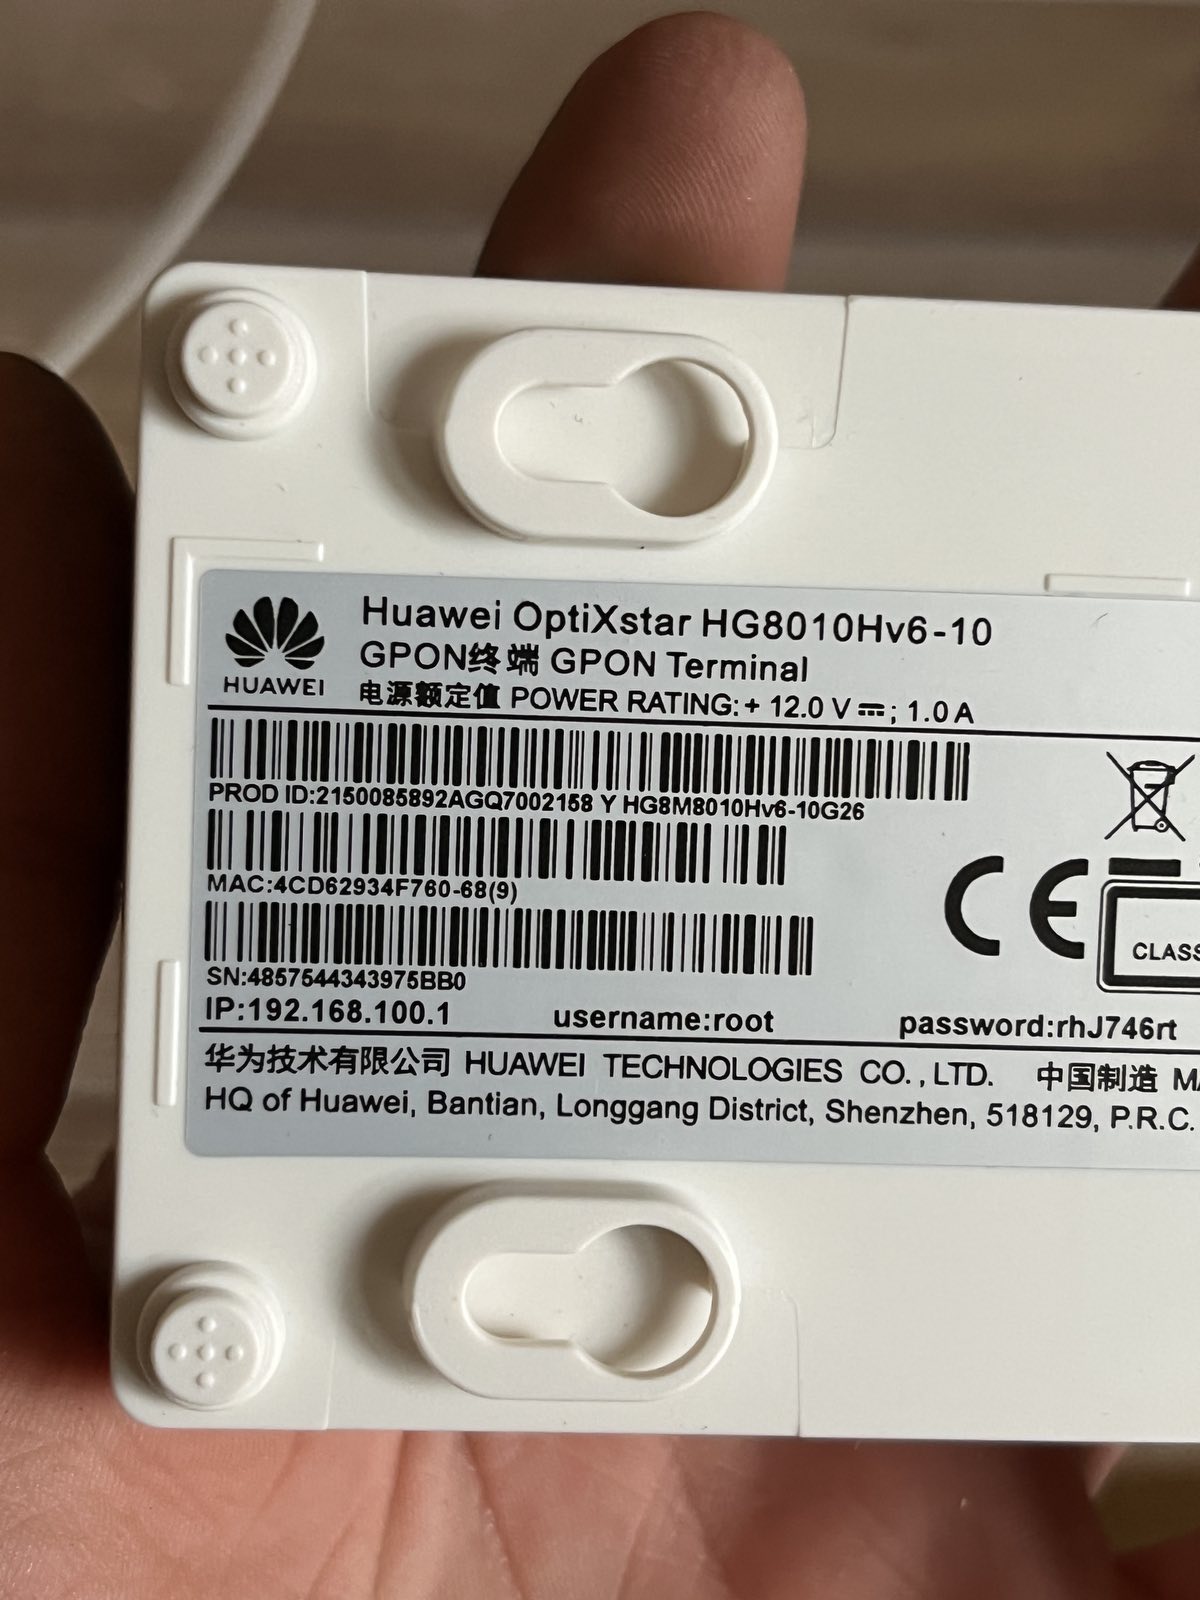 Huawei OptiXstar HG8010Hv6-10
GPON终端 GPON Terminal
HUAWEI
电源额定值 POWER RATING:+ 12.0 V ⎓; 1.0 A
PROD ID:2150085892AGQ7002158 Y HG8M8010Hv6-10G26
MAC:4CD62934F760-68(9)
CE
CLASS
SN:4857544343975BB0
IP:192.168.100.1 username:root password:rhJ746rt
华为技术有限公司 HUAWEI TECHNOLOGIES CO., LTD. 中国制造 MA
HQ of Huawei, Bantian, Longgang District, Shenzhen, 518129, P.R.C.